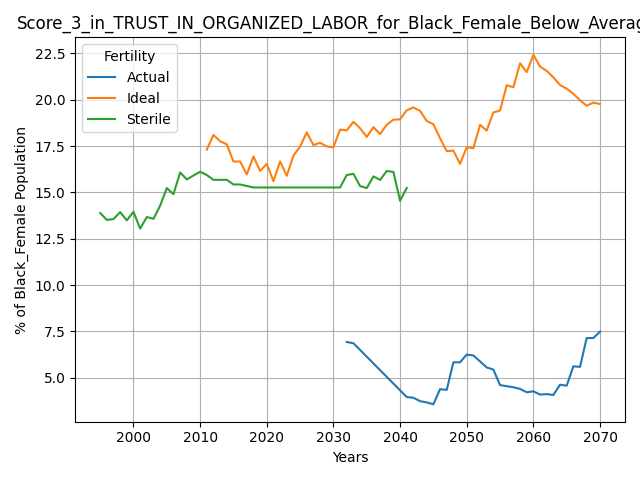 Score_3_in_TRUST_IN_ORGANIZED_LABOR_for_Black_Female_Below_Averag
Fertility
Actual
Ideal
Sterile
% of Black_Female Population
22.5
20.0
17.5
15.0
12.5
10.0
7.5
5.0
2000 2010 2020 2030 2040 2050 2060 2070
Years